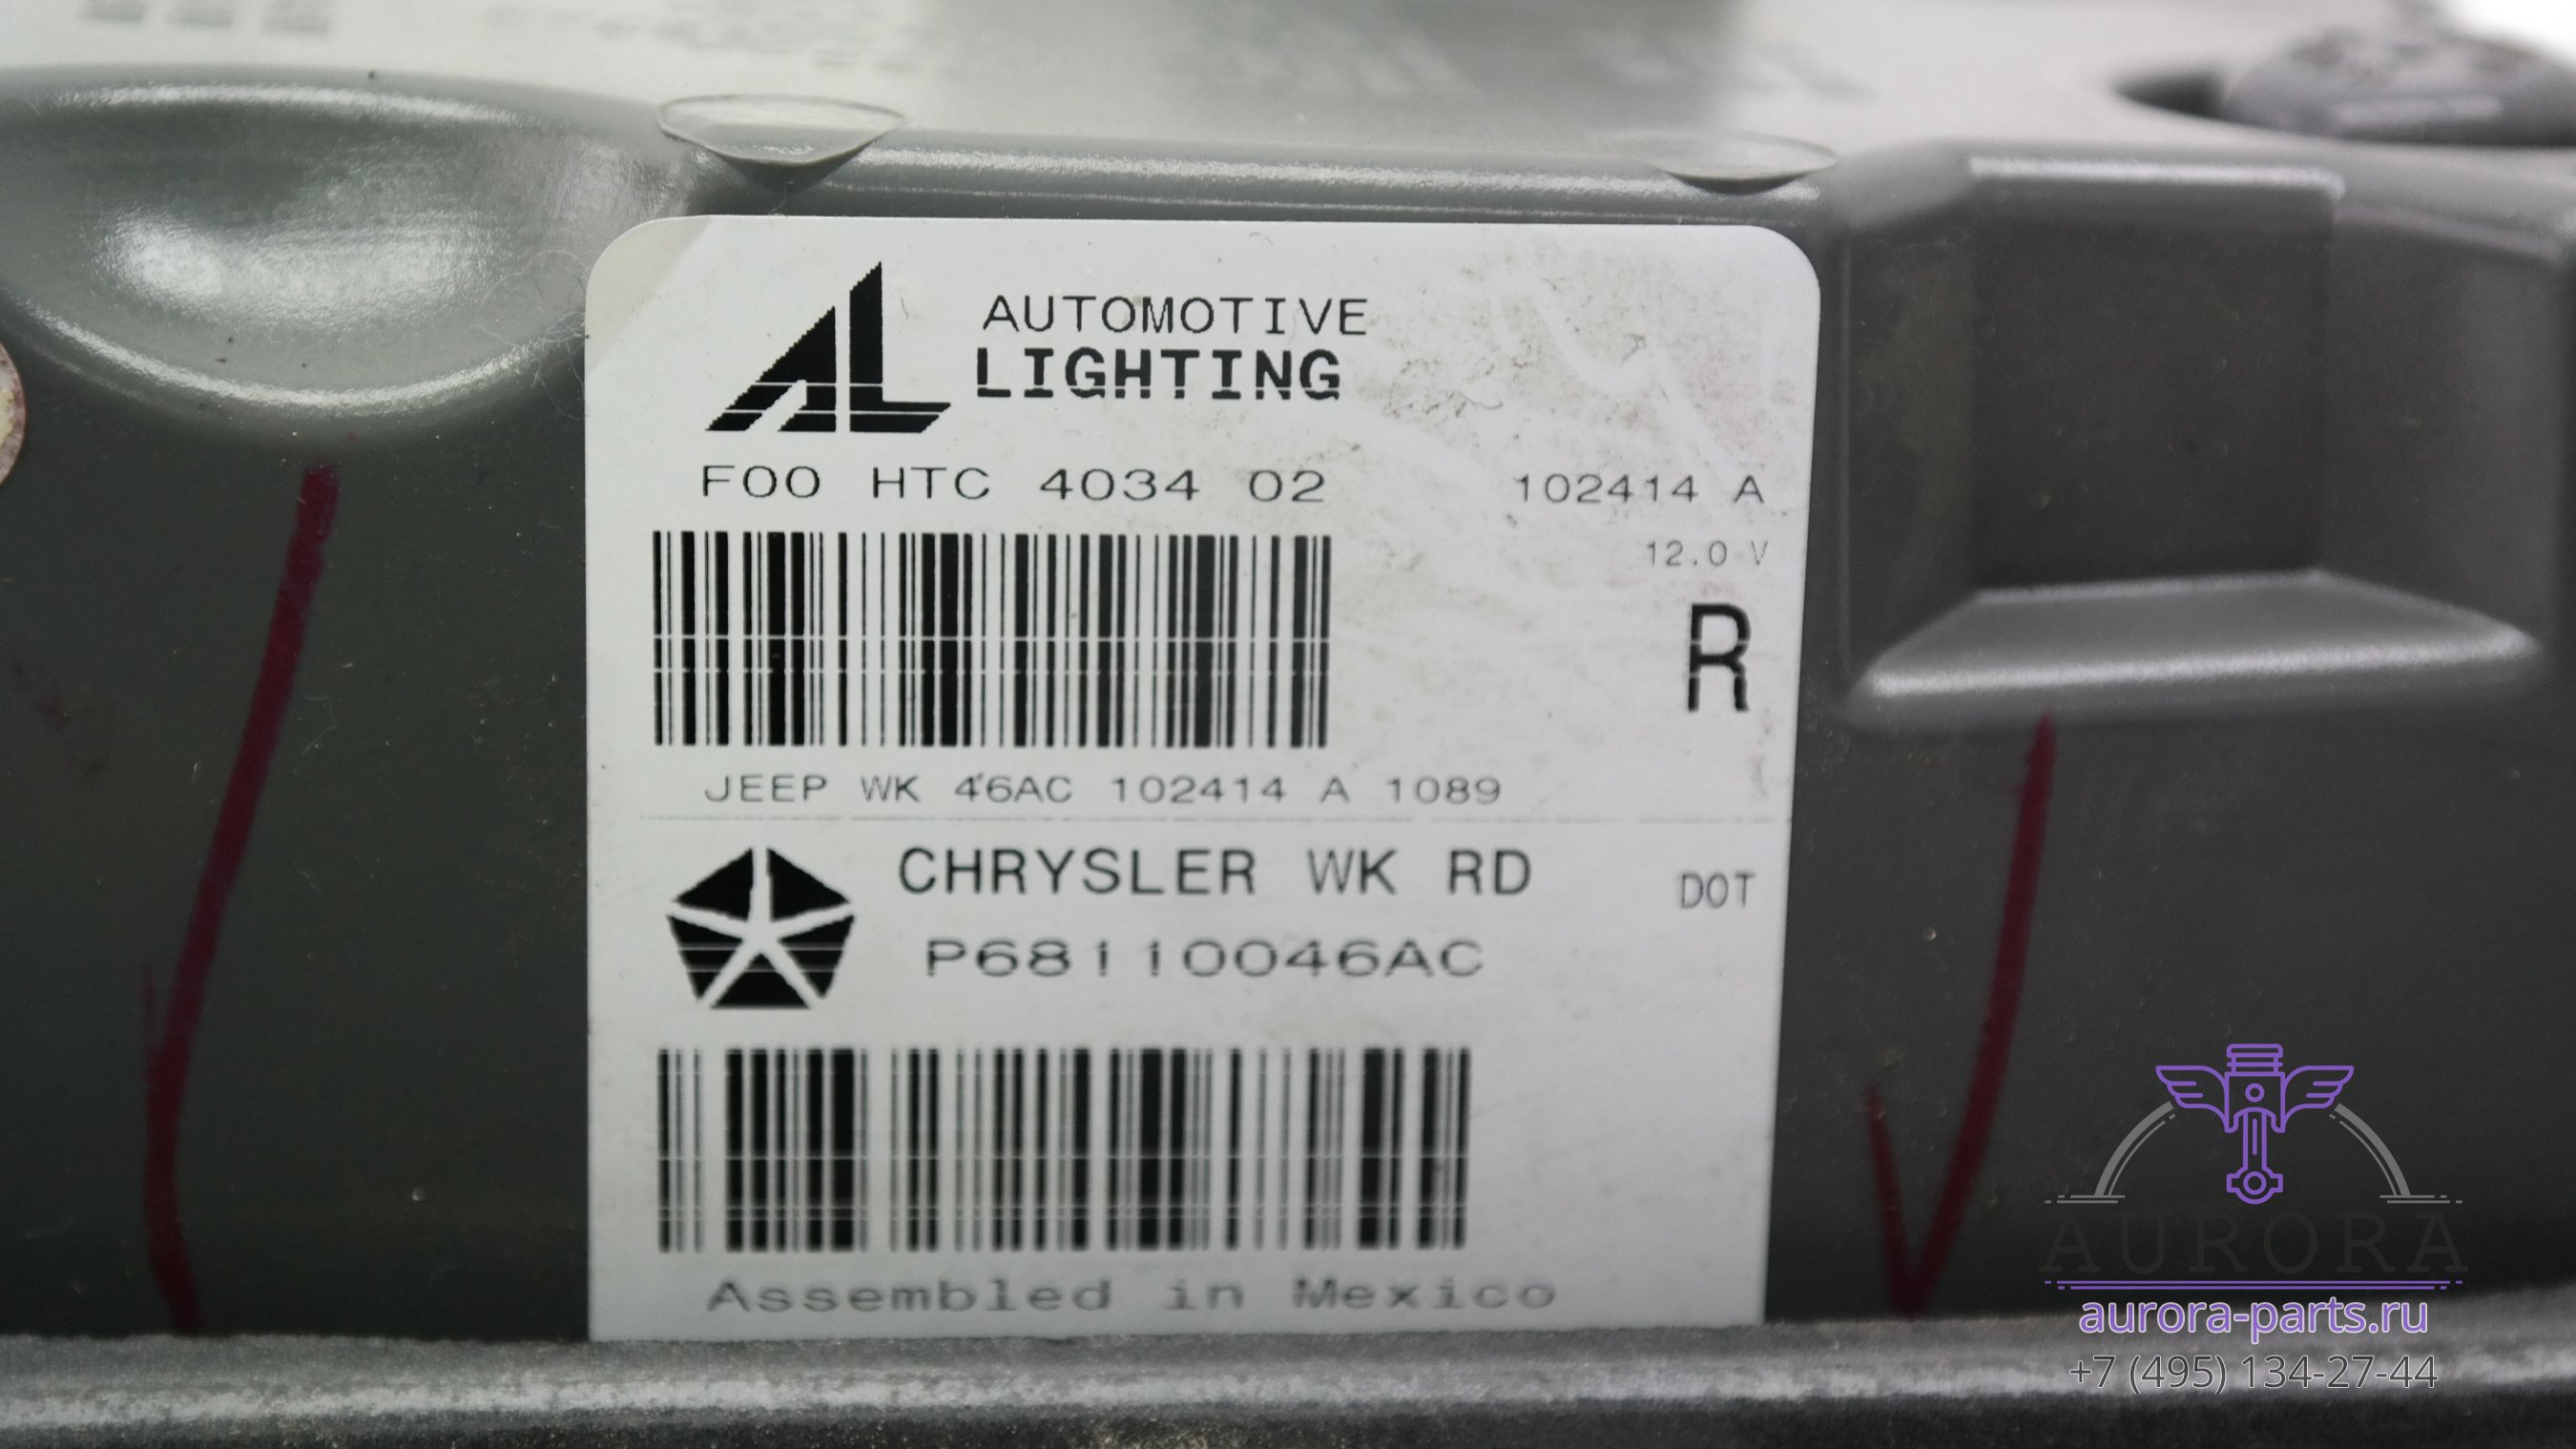 AUTOMOTIVE
LIGHTING
F00 HTC 4034 02
102414 A
12.0 V
R
JEEP WK 46AC 102414 A 1089
CHRYSLER WK RD
DOT
P68110046AC
Assembled in Mexico
AURORA
aurora-parts.ru
+7 (495) 134-27-44